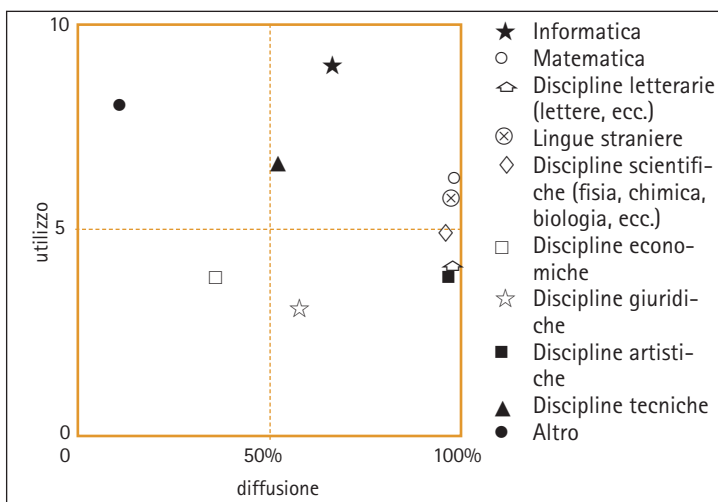 10
utilizzo
5
0
0
50%
100%
diffusione
Informatica
Matematica
Discipline letterarie
(lettere, ecc.)
Lingue straniere
Discipline scientifi-
che (fisia, chimica,
biologia, ecc.)
Discipline econo-
miche
Discipline giuridi-
che
Discipline artisti-
che
Discipline tecniche
Altro